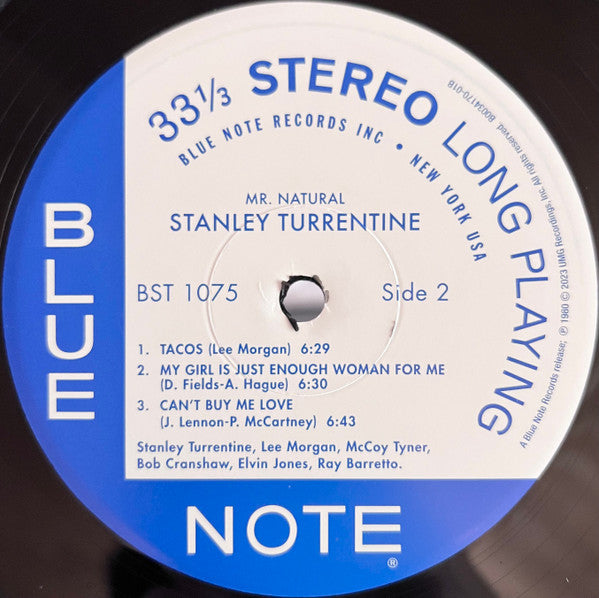 33⅓ STEREO LONG PLAYING
BLUE NOTE RECORDS INC • NEW YORK USA
MR. NATURAL
STANLEY TURRENTINE
BST 1075 Side 2
1. TACOS (Lee Morgan) 6:29
2. MY GIRL IS JUST ENOUGH WOMAN FOR ME
(D. Fields-A. Hague) 6:30
3. CAN'T BUY ME LOVE
(J. Lennon-P. McCartney) 6:43
Stanley Turrentine, Lee Morgan, McCoy Tyner,
Bob Cranshaw, Elvin Jones, Ray Barretto.
A Blue Note Records release; ℗ 1980 © 2023 UMG Recordings, Inc. All rights reserved. B0034170-01B
BLUE
NOTE®